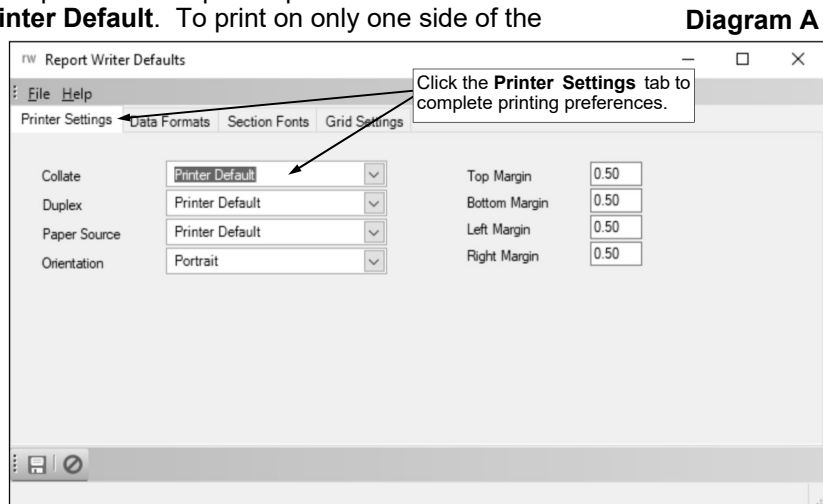 inter Default. To print on only one side of the
Diagram A
rw Report Writer Defaults
File Help
Click the Printer Settings tab to
complete printing preferences.
Printer Settings Data Formats Section Fonts Grid Settings
Collate Printer Default Top Margin 0.50
Duplex Printer Default Bottom Margin 0.50
Paper Source Printer Default Left Margin 0.50
Orientation Portrait Right Margin 0.50